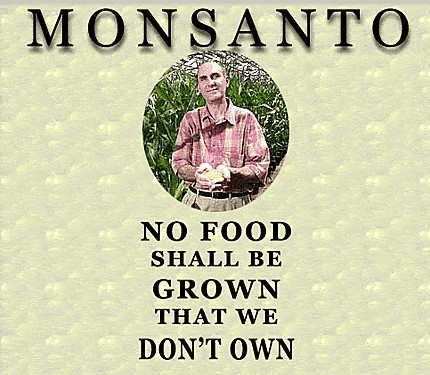 MONSANTO
NO FOOD
SHALL BE
GROWN
THAT WE
DON'T OWN